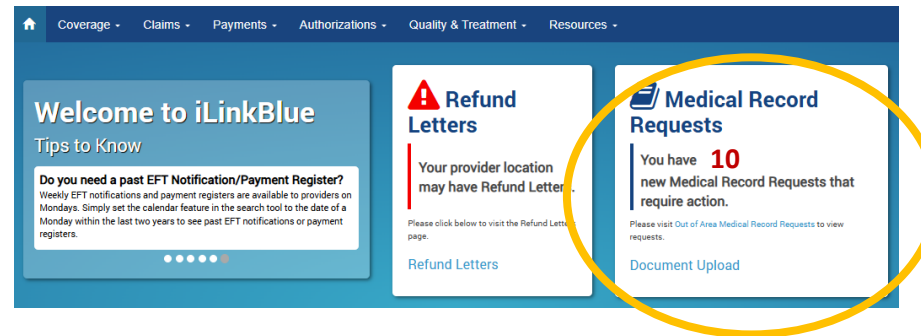 Coverage - Claims - Payments - Authorizations - Quality & Treatment - Resources -
Welcome to iLinkBlue
Tips to Know
Do you need a past EFT Notification/Payment Register?
Weekly EFT notifications and payment registers are available to providers on
Mondays. Simply set the calendar feature in the search tool to the date of a
Monday within the last two years to see past EFT notifications or payment
registers.
Refund
Letters
Your provider location
may have Refund Letters.
Please click below to visit the Refund Letters
page.
Refund Letters
Medical Record
Requests
You have 10
new Medical Record Requests that
require action.
Please visit Out of Area Medical Record Requests to view
requests.
Document Upload